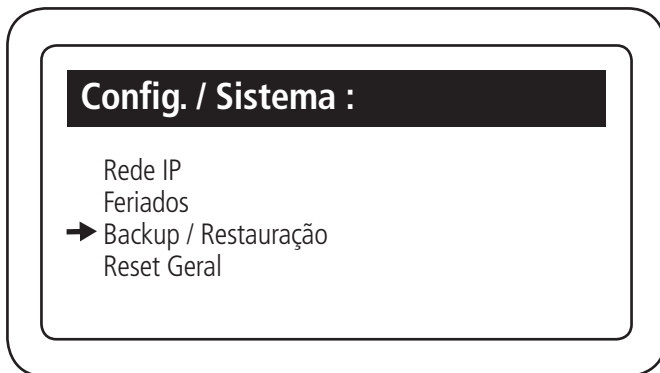 Config. / Sistema :
Rede IP
Feriados
Backup / Restauração
Reset Geral